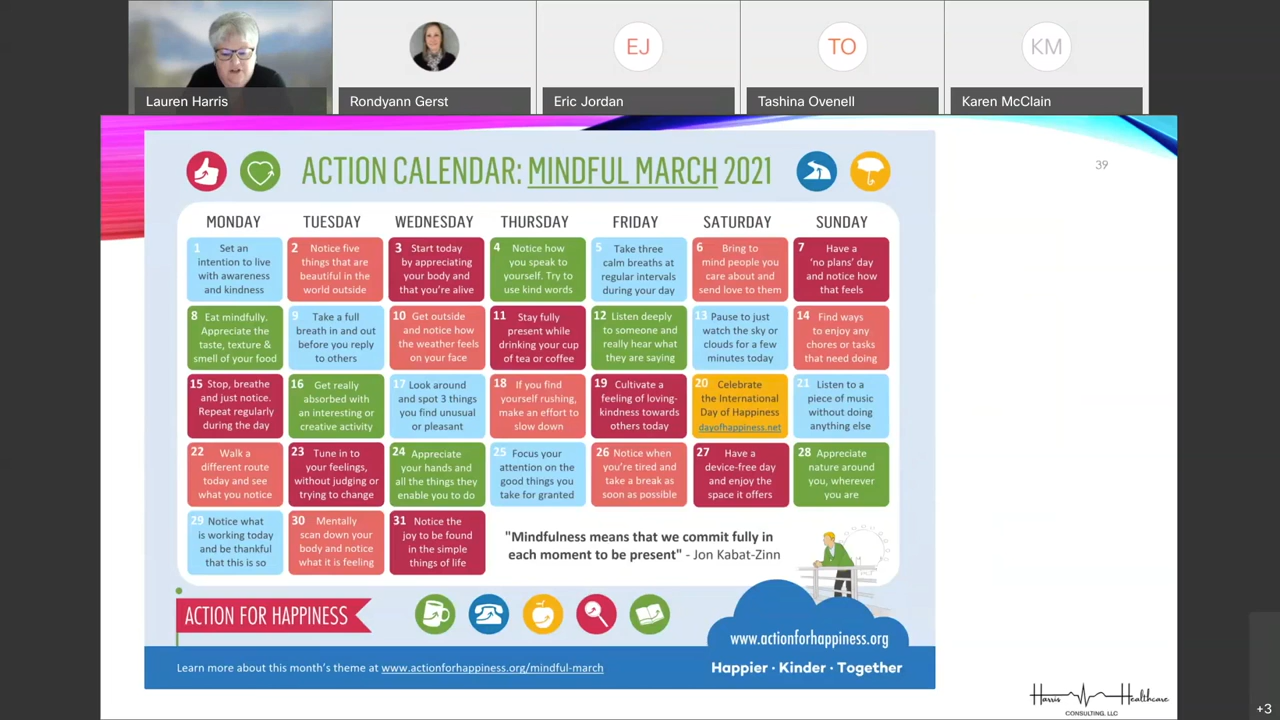 EJ
TO
KM
Lauren Harris
Rondyann Gerst
Eric Jordan
Tashina Ovenell
Karen McClain
39
ACTION CALENDAR: MINDFUL MARCH 2021
MONDAY
TUESDAY
WEDNESDAY
THURSDAY
FRIDAY
SATURDAY
SUNDAY
1 Set an
intention to live
with awareness
and kindness
2 Notice five
things that are
beautiful in the
world outside
3 Start today
by appreciating
your body and
that you're alive
4 Notice how
you speak to
yourself. Try to
use kind words
5 Take three
calm breaths at
regular intervals
during your day
6 Bring to
mind people you
care about and
send love to them
7 Have a
'no plans' day
and notice how
that feels
8 Eat mindfully.
Appreciate the
taste, texture &
smell of your food
9 Take a full
breath in and out
before you reply
to others
10 Get outside
and notice how
the weather feels
on your face
11 Stay fully
present while
drinking your cup
of tea or coffee
12 Listen deeply
to someone and
really hear what
they are saying
13 Pause to just
watch the sky or
clouds for a few
minutes today
14 Find ways
to enjoy any
chores or tasks
that need doing
15 Stop, breathe
and just notice.
Repeat regularly
during the day
16 Get really
absorbed with
an interesting or
creative activity
17 Look around
and spot 3 things
you find unusual
or pleasant
18 If you find
yourself rushing,
make an effort to
slow down
19 Cultivate a
feeling of loving-
kindness towards
others today
20 Celebrate
the International
Day of Happiness
dayofhappiness.net
21 Listen to a
piece of music
without doing
anything else
22 Walk a
different route
today and see
what you notice
23 Tune in to
your feelings,
without judging or
trying to change
24 Appreciate
your hands and
all the things they
enable you to do
25 Focus your
attention on the
good things you
take for granted
26 Notice when
you're tired and
take a break as
soon as possible
27 Have a
device-free day
and enjoy the
space it offers
28 Appreciate
nature around
you, wherever
you are
29 Notice what
is working today
and be thankful
that this is so
30 Mentally
scan down your
body and notice
what it is feeling
31 Notice the
joy to be found
in the simple
things of life
"Mindfulness means that we commit fully in
each moment to be present" - Jon Kabat-Zinn
ACTION FOR HAPPINESS
www.actionforhappiness.org
Learn more about this month's theme at www.actionforhappiness.org/mindful-march
Happier · Kinder · Together
Harris Healthcare
CONSULTING, LLC
+3